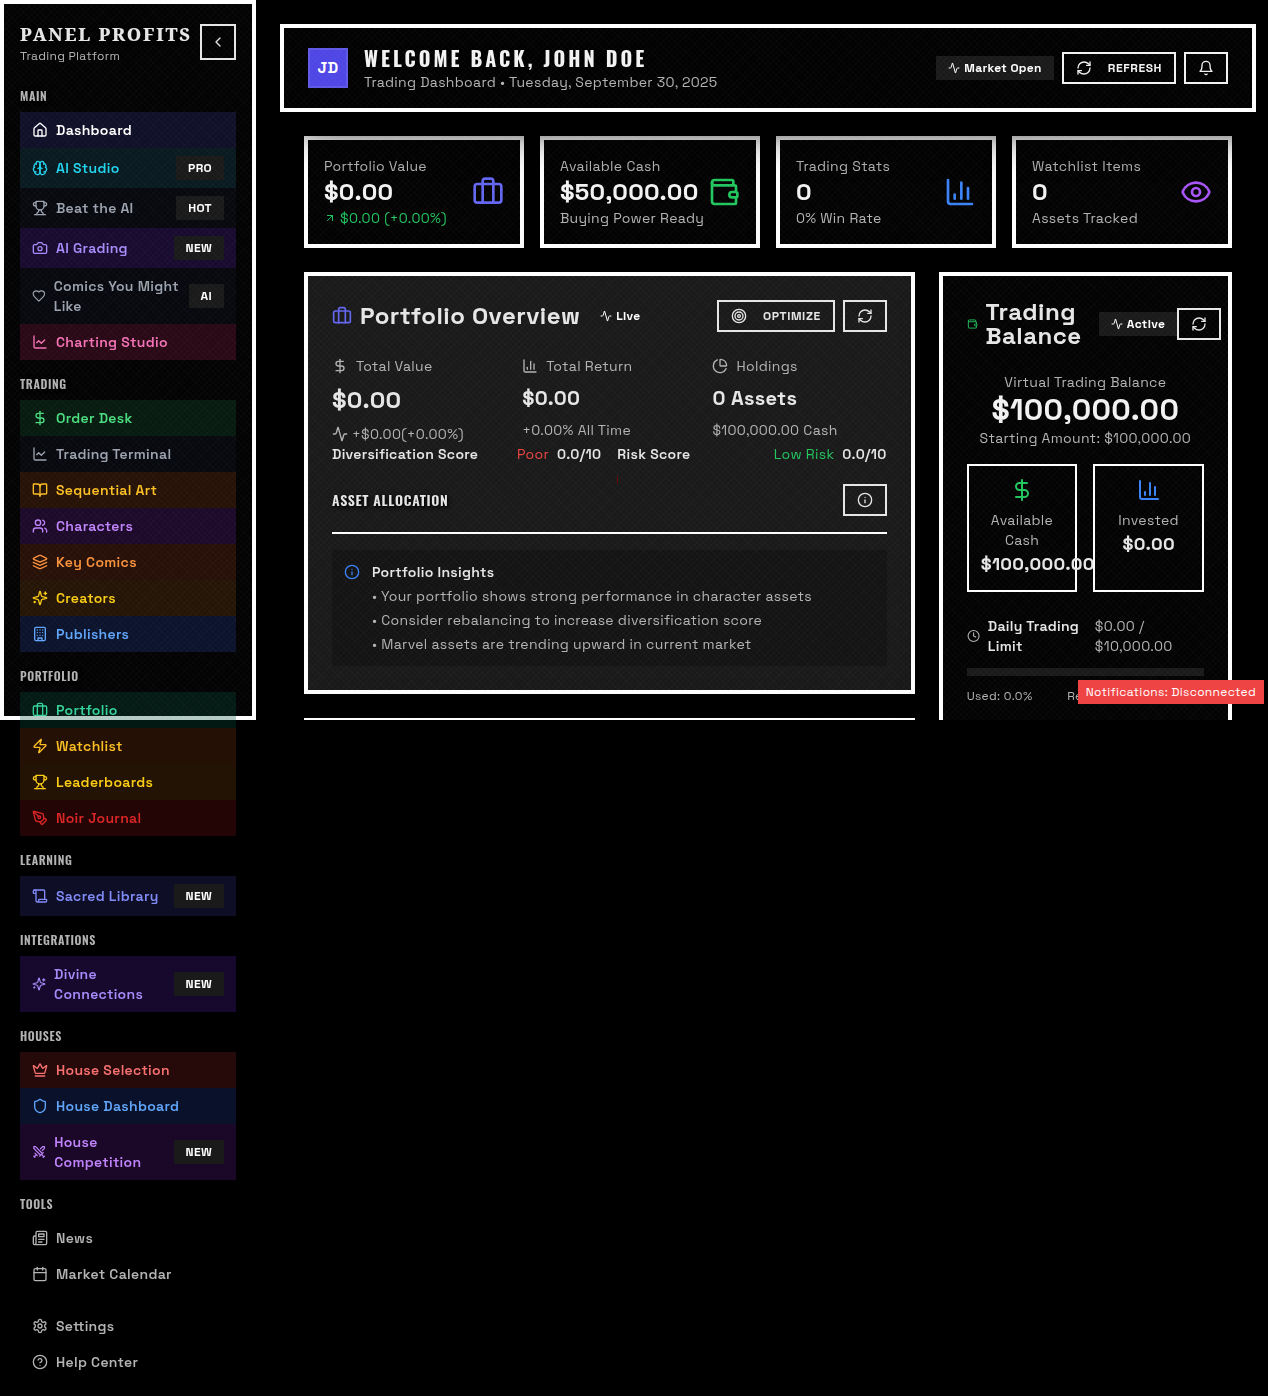 PANEL PROFITS
Trading Platform
MAIN
Dashboard
AI Studio PRO
Beat the AI HOT
AI Grading NEW
Comics You Might
Like
AI
Charting Studio
TRADING
Order Desk
Trading Terminal
Sequential Art
Characters
Key Comics
Creators
Publishers
PORTFOLIO
Portfolio
Watchlist
Leaderboards
Noir Journal
LEARNING
Sacred Library NEW
INTEGRATIONS
Divine
Connections
NEW
HOUSES
House Selection
House Dashboard
House
Competition
NEW
TOOLS
News
Market Calendar
Settings
Help Center
JD
WELCOME BACK, JOHN DOE
Trading Dashboard • Tuesday, September 30, 2025
Market Open
REFRESH
Portfolio Value
$0.00
$0.00 (+0.00%)
Available Cash
$50,000.00
Buying Power Ready
Trading Stats
0
0% Win Rate
Watchlist Items
0
Assets Tracked
Portfolio Overview
Live
OPTIMIZE
Total Value
$0.00
+$0.00(+0.00%)
Total Return
$0.00
+0.00% All Time
Holdings
0 Assets
$100,000.00 Cash
Diversification Score Poor 0.0/10
Risk Score Low Risk 0.0/10
ASSET ALLOCATION
Portfolio Insights
• Your portfolio shows strong performance in character assets
• Consider rebalancing to increase diversification score
• Marvel assets are trending upward in current market
Trading
Balance
Active
Virtual Trading Balance
$100,000.00
Starting Amount: $100,000.00
Available
Cash
$100,000.00
Invested
$0.00
Daily Trading
Limit
$0.00 /
$10,000.00
Used: 0.0%
Notifications: Disconnected